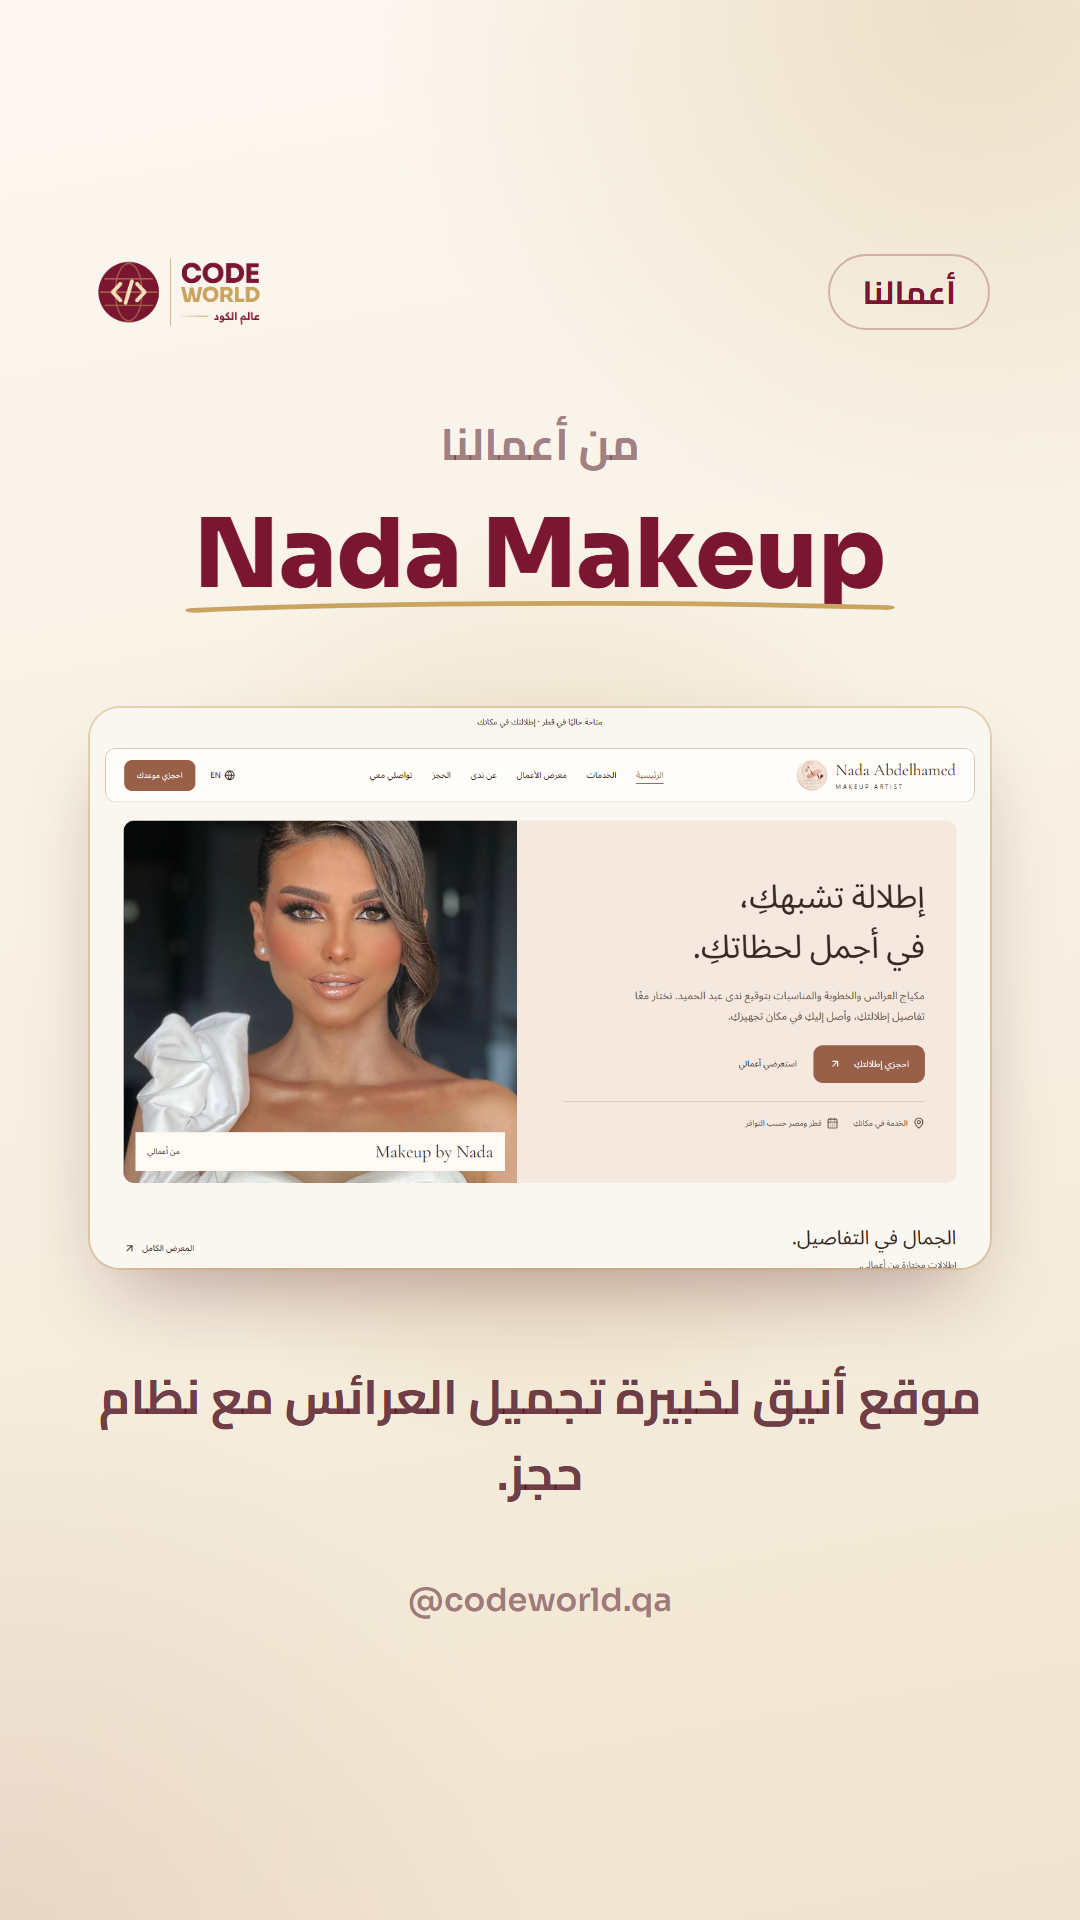 CODE
WORLD
عالم الكود
أعمالنا
من أعمالنا
Nada Makeup
متاحة حاليًا في قطر · إطلالتك في مكانك
Nada Abdelhamed
MAKEUP ARTIST
الرئيسية الخدمات معرض الأعمال عن ندى الحجز تواصلي معي
EN
احجزي موعدك
إطلالة تشبهكِ،
في أجمل لحظاتكِ.
مكياج العرائس والخطوبة والمناسبات بتوقيع ندى عبد الحميد. نختار معًا
تفاصيل إطلالتكِ، وأصل إليكِ في مكان تجهيزكِ.
احجزي إطلالتكِ
استعرضي أعمالي
الخدمة في مكانكِ
قطر ومصر حسب التوافر
Makeup by Nada
من أعمالي
الجمال في التفاصيل.
المعرض الكامل
إطلالات مختارة من أعمالي.
موقع أنيق لخبيرة تجميل العرائس مع نظام
حجز.
@codeworld.qa